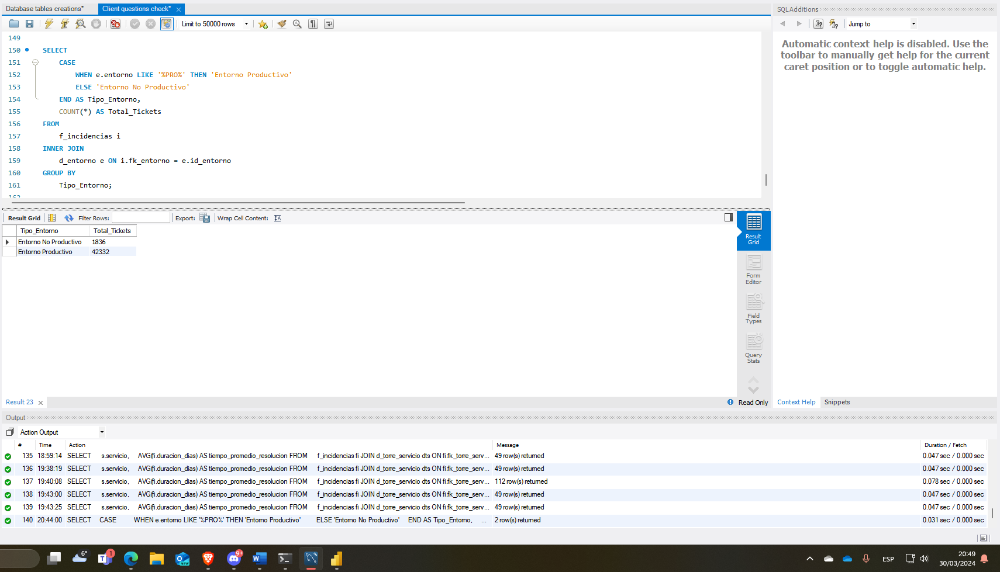 Database tables creations*
Client questions check*
Limit to 50000 rows
149
150 SELECT
151 CASE
152 WHEN e.entorno LIKE '%PRO%' THEN 'Entorno Productivo'
153 ELSE 'Entorno No Productivo'
154 END AS Tipo_Entorno,
155 COUNT(*) AS Total_Tickets
156 FROM
157 f_incidencias i
158 INNER JOIN
159 d_entorno e ON i.fk_entorno = e.id_entorno
160 GROUP BY
161 Tipo_Entorno;
162
SQLAdditions
Jump to
Automatic context help is disabled. Use the
toolbar to manually get help for the current
caret position or to toggle automatic help.
Result Grid Filter Rows: Export: Wrap Cell Content:
Tipo_Entorno Total_Tickets
Entorno No Productivo 1836
Entorno Productivo 42332
Result
Grid
Form
Editor
Field
Types
Query
Stats
Result 23
Read Only
Context Help Snippets
Output
Action Output
# Time Action Message Duration / Fetch
135 18:59:14 SELECT s.servicio, AVG(fi.duracion_dias) AS tiempo_promedio_resolucion FROM f_incidencias fi JOIN d_torre_servicio dts ON fi.fk_torre_serv... 49 row(s) returned 0.047 sec / 0.000 sec
136 19:38:19 SELECT s.servicio, AVG(fi.duracion_dias) AS tiempo_promedio_resolucion FROM f_incidencias fi JOIN d_torre_servicio dts ON fi.fk_torre_serv... 49 row(s) returned 0.047 sec / 0.000 sec
137 19:40:08 SELECT s.servicio, AVG(fi.duracion_dias) AS tiempo_promedio_resolucion FROM f_incidencias fi JOIN d_torre_servicio dts ON fi.fk_torre_serv... 112 row(s) returned 0.078 sec / 0.000 sec
138 19:43:00 SELECT s.servicio, AVG(fi.duracion_dias) AS tiempo_promedio_resolucion FROM f_incidencias fi JOIN d_torre_servicio dts ON fi.fk_torre_serv... 49 row(s) returned 0.047 sec / 0.000 sec
139 19:43:25 SELECT s.servicio, AVG(fi.duracion_dias) AS tiempo_promedio_resolucion FROM f_incidencias fi JOIN d_torre_servicio dts ON fi.fk_torre_serv... 49 row(s) returned 0.047 sec / 0.000 sec
140 20:44:00 SELECT CASE WHEN e.entorno LIKE '%PRO%' THEN 'Entorno Productivo' ELSE 'Entorno No Productivo' END AS Tipo_Entorno, ... 2 row(s) returned 0.031 sec / 0.000 sec
6°
1
NEW
9+
ESP
20:49
30/03/2024